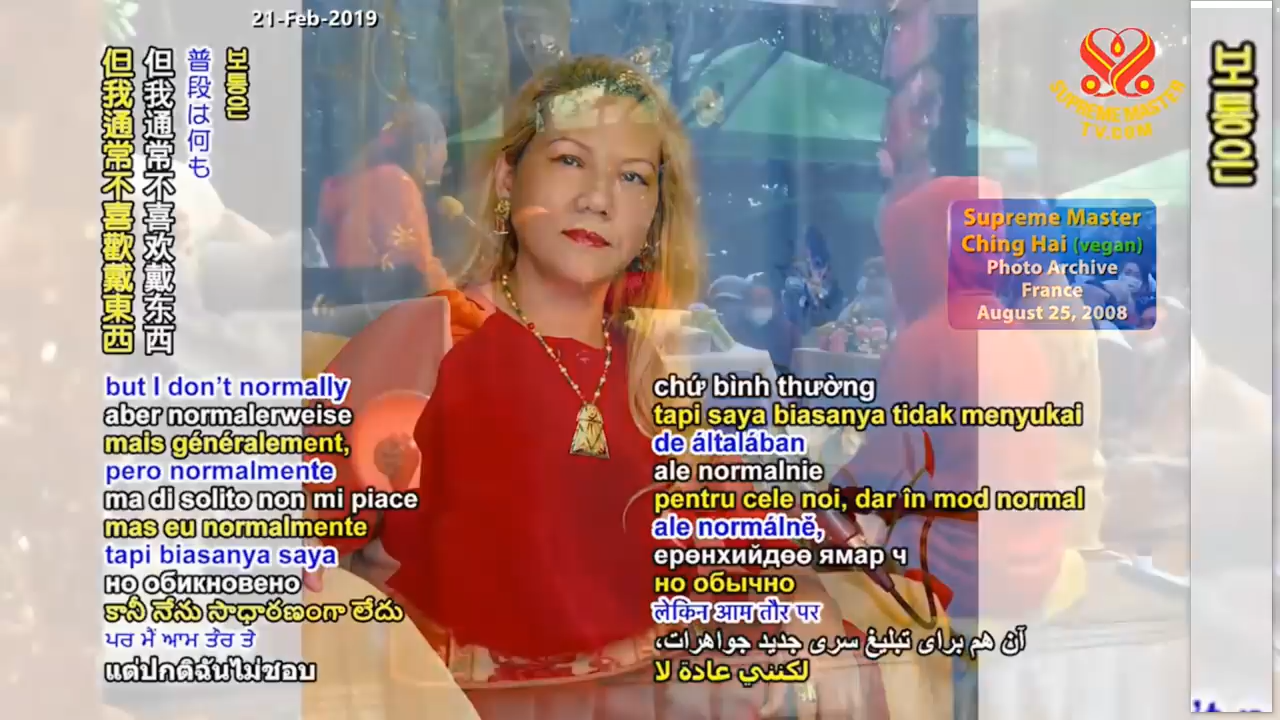 21-Feb-2019
보통은
普段は何も
但我通常不喜欢戴东西
但我通常不喜歡戴東西
SUPREME MASTER
TV.COM
보통은
Supreme Master
Ching Hai (vegan)
Photo Archive
France
August 25, 2008
but I don't normally
aber normalerweise
mais généralement,
pero normalmente
ma di solito non mi piace
mas eu normalmente
tapi biasanya saya
но обикновено
కానీ నేను సాధారణంగా లేదు
ਪਰ ਮੈਂ ਆਮ ਤੌਰ ਤੇ
แต่ปกติฉันไม่ชอบ
chứ bình thường
tapi saya biasanya tidak menyukai
de általában
ale normalnie
pentru cele noi, dar în mod normal
ale normálně,
ерөнхийдөө ямар ч
но обычно
लेकिन आम तौर पर
آن هم برای تبلیغ سری جدید جواهرات،
لكنني عادة لا